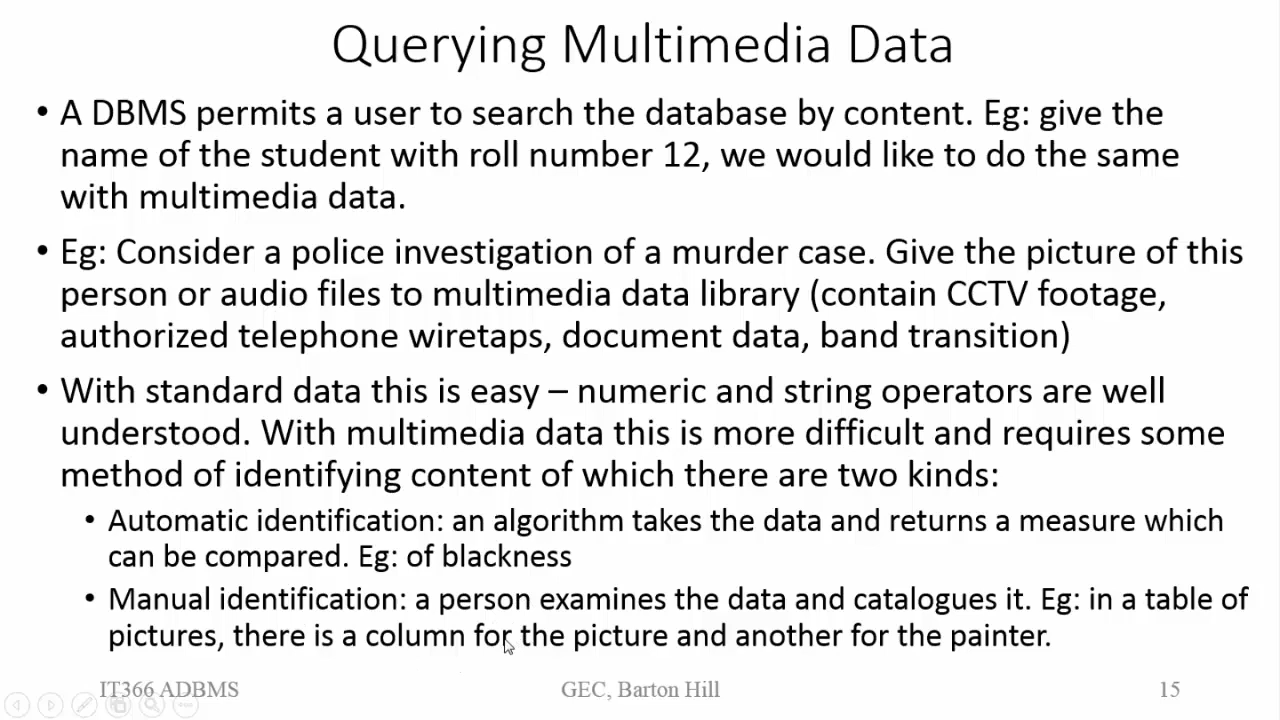 Querying Multimedia Data
• A DBMS permits a user to search the database by content. Eg: give the
name of the student with roll number 12, we would like to do the same
with multimedia data.
• Eg: Consider a police investigation of a murder case. Give the picture of this
person or audio files to multimedia data library (contain CCTV footage,
authorized telephone wiretaps, document data, band transition)
• With standard data this is easy – numeric and string operators are well
understood. With multimedia data this is more difficult and requires some
method of identifying content of which there are two kinds:
• Automatic identification: an algorithm takes the data and returns a measure which
can be compared. Eg: of blackness
• Manual identification: a person examines the data and catalogues it. Eg: in a table of
pictures, there is a column for the picture and another for the painter.
IT366 ADBMS
GEC, Barton Hill
15